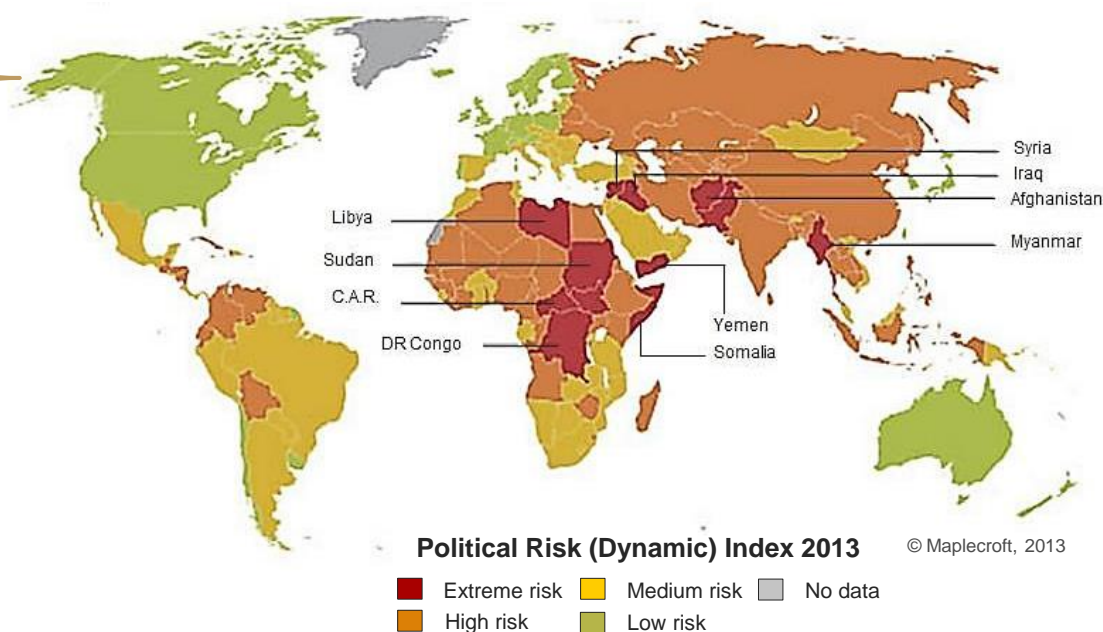 Syria
Iraq
Afghanistan
Libya
Myanmar
Sudan
C.A.R.
Yemen
DR Congo
Somalia
Political Risk (Dynamic) Index 2013
© Maplecroft, 2013
Extreme risk
Medium risk
No data
High risk
Low risk